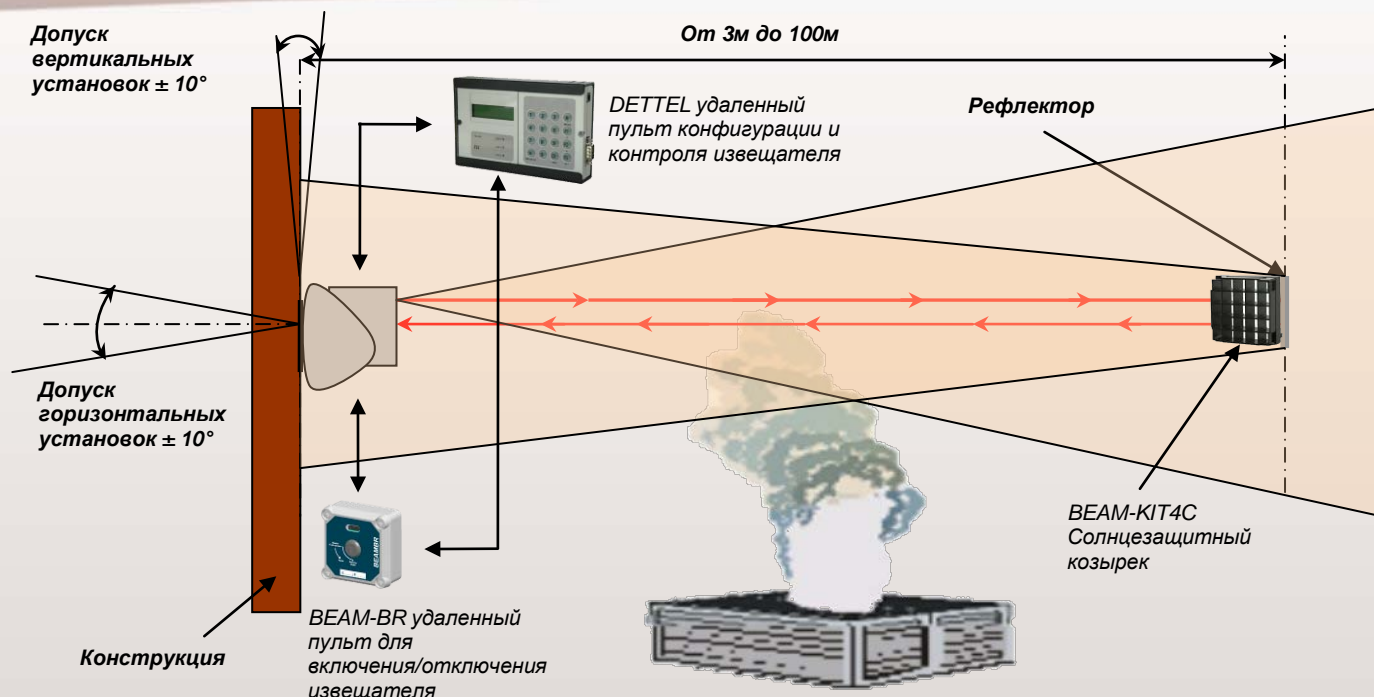 Допуск
вертикальных
установок ± 10°
От 3м до 100м
DETTEL удаленный
пульт конфигурации и
контроля извещателя
Рефлектор
Допуск
горизонтальных
установок ± 10°
BEAMBR
BEAM-KIT4C
Солнцезащитный
козырек
BEAM-BR удаленный
пульт для
включения/отключения
извещателя
Конструкция